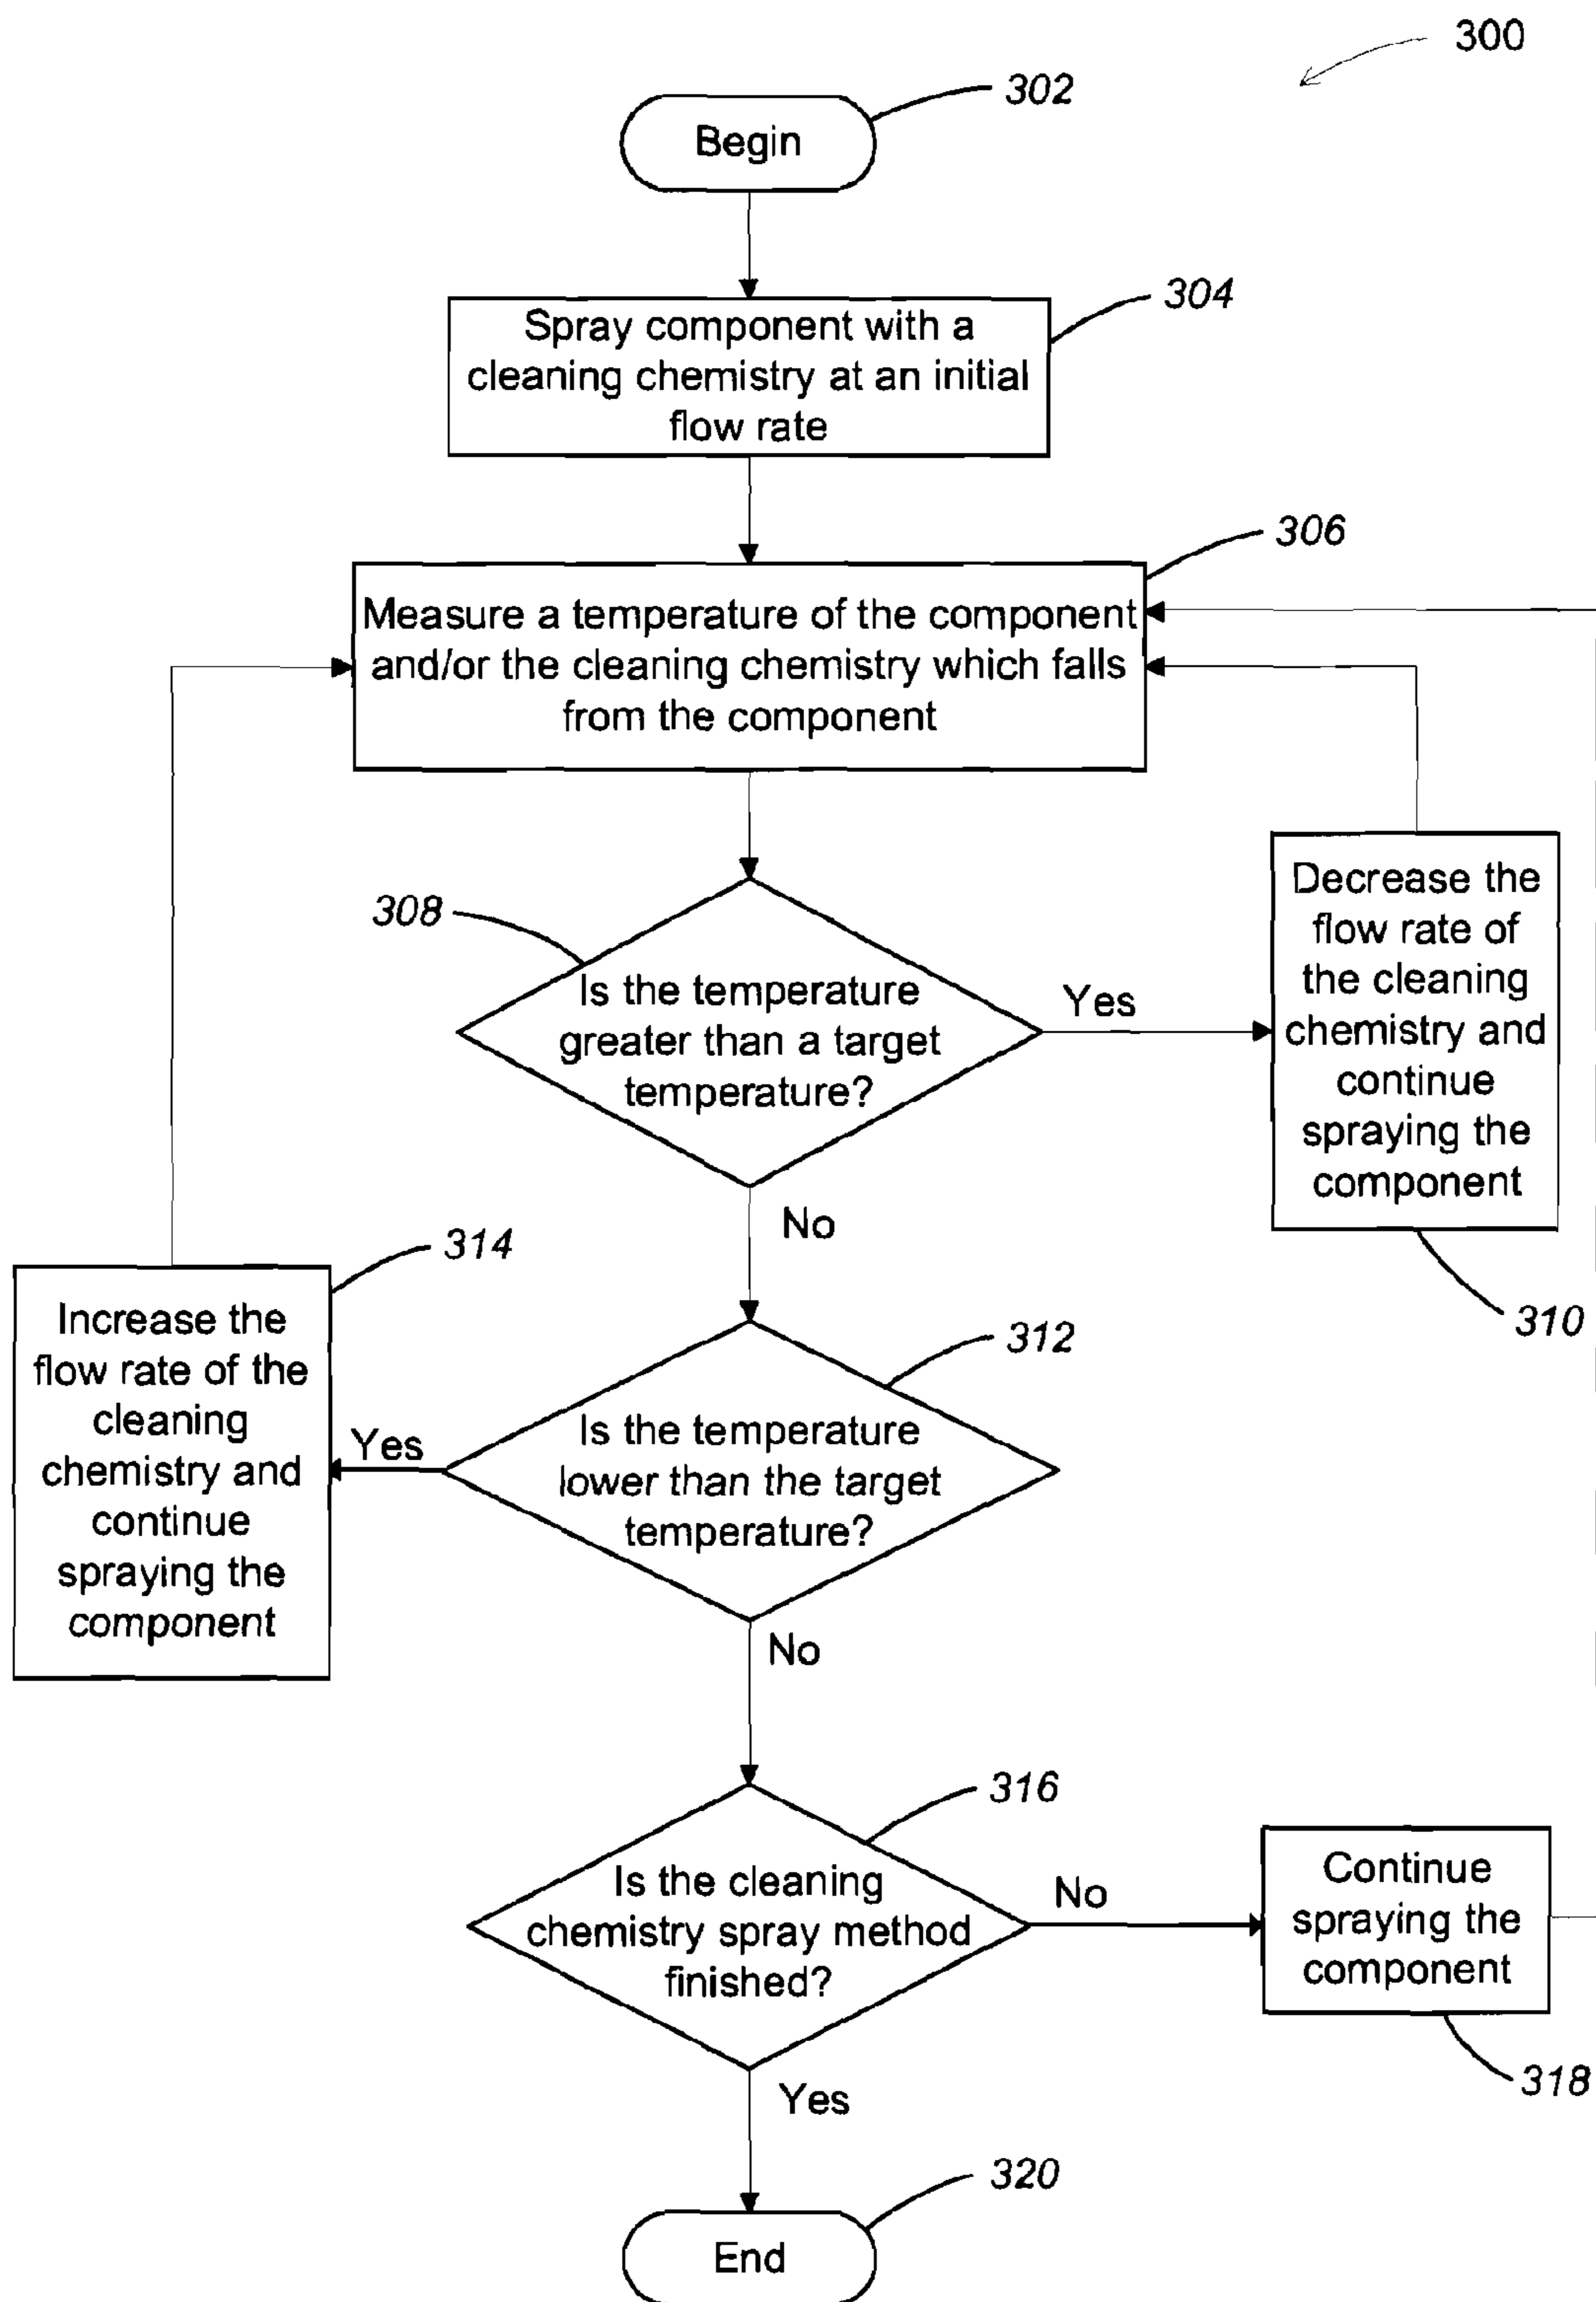 300
302
Begin
304
Spray component with a
cleaning chemistry at an initial
flow rate
306
Measure a temperature of the component
and/or the cleaning chemistry which falls
from the component
308
Is the temperature
greater than a target
temperature?
Yes
Decrease the
flow rate of
the cleaning
chemistry and
continue
spraying the
component
310
No
314
Increase the
flow rate of the
cleaning
chemistry and
continue
spraying the
component
312
Is the temperature
lower than the target
temperature?
Yes
No
316
Is the cleaning
chemistry spray method
finished?
No
Continue
spraying the
component
318
Yes
320
End